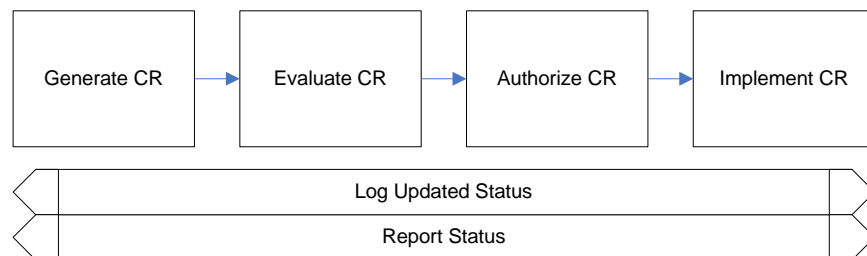 Generate CR
Evaluate CR
Authorize CR
Implement CR
Log Updated Status
Report Status